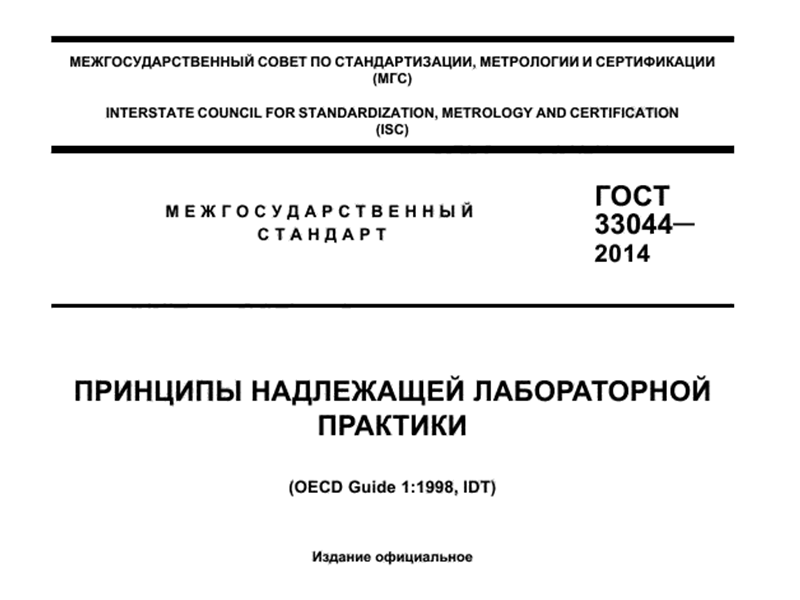 МЕЖГОСУДАРСТВЕННЫЙ СОВЕТ ПО СТАНДАРТИЗАЦИИ, МЕТРОЛОГИИ И СЕРТИФИКАЦИИ
(МГС)
INTERSTATE COUNCIL FOR STANDARDIZATION, METROLOGY AND CERTIFICATION
(ISC)
МЕЖГОСУДАРСТВЕННЫЙ
СТАНДАРТ
ГОСТ
33044—
2014
ПРИНЦИПЫ НАДЛЕЖАЩЕЙ ЛАБОРАТОРНОЙ
ПРАКТИКИ
(OECD Guide 1:1998, IDT)
Издание официальное